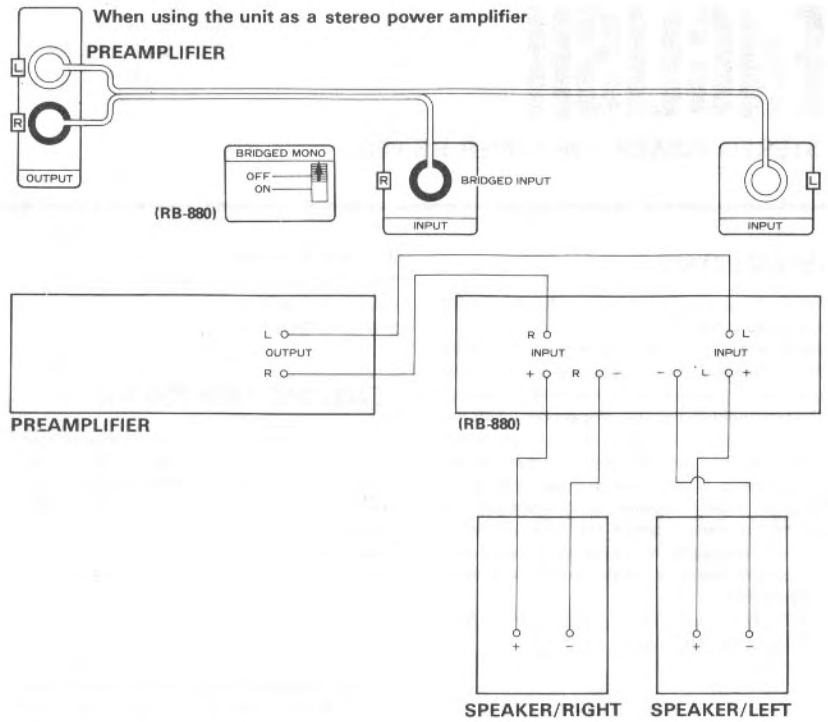 When using the unit as a stereo power amplifier
PREAMPLIFIER
L
R
OUTPUT
BRIDGED MONO
OFF
ON
(RB-880)
R
BRIDGED INPUT
INPUT
L
INPUT
L
OUTPUT
R
PREAMPLIFIER
R L
INPUT INPUT
+ R - - L +
(RB-880)
+ -
+ -
SPEAKER/RIGHT SPEAKER/LEFT